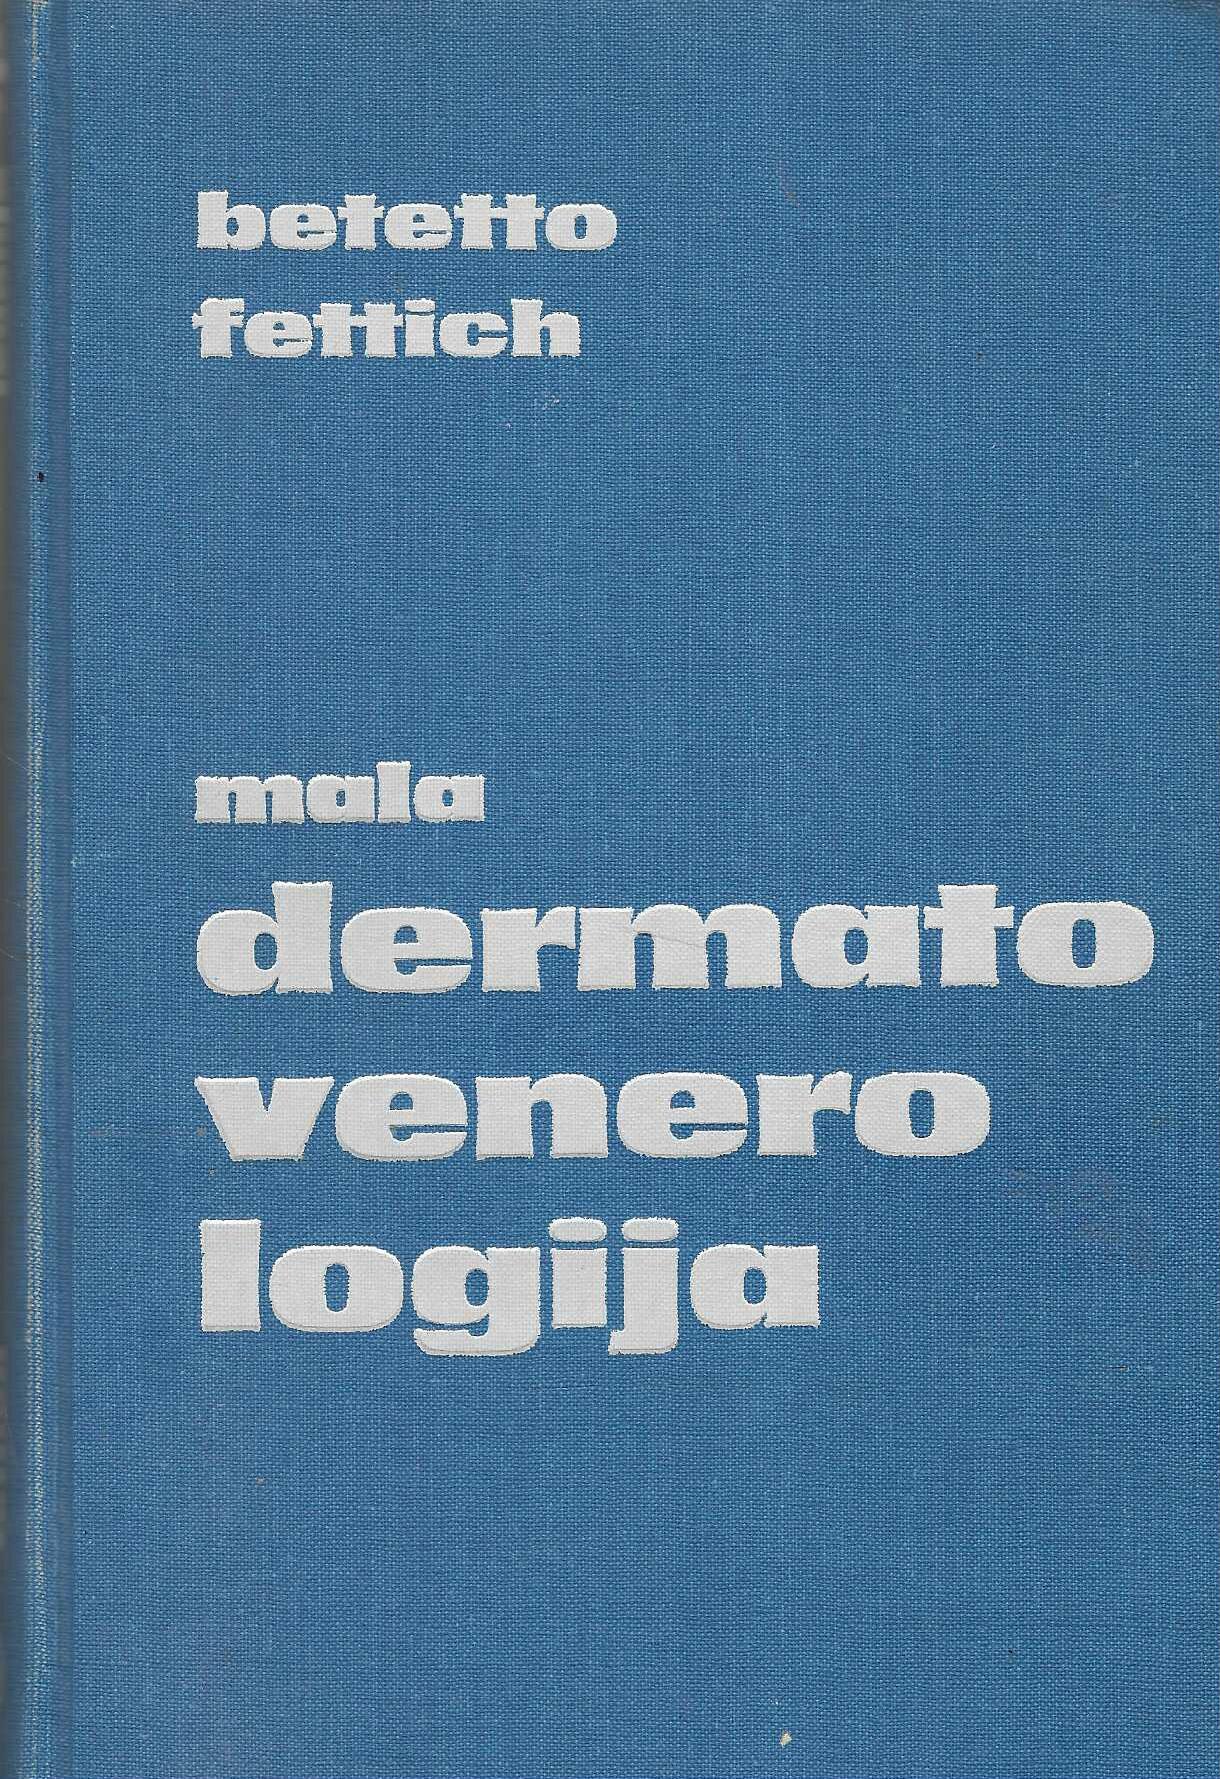 betetto
fettich
mala
dermato
venero
logija